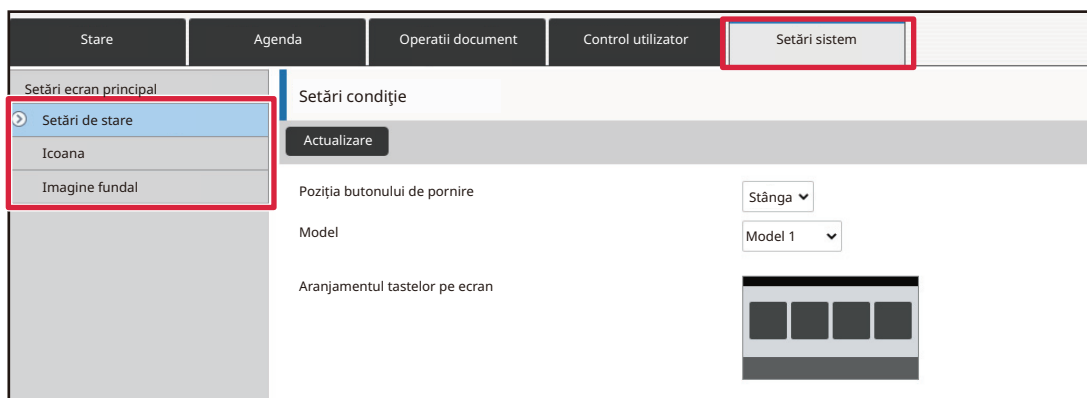 Stare
Agenda
Operatii document
Control utilizator
Setări sistem
Setări ecran principal
Setări de stare
Icoana
Imagine fundal
Setări condiţie
Actualizare
Poziția butonului de pornire
Stânga
Model
Model 1
Aranjamentul tastelor pe ecran